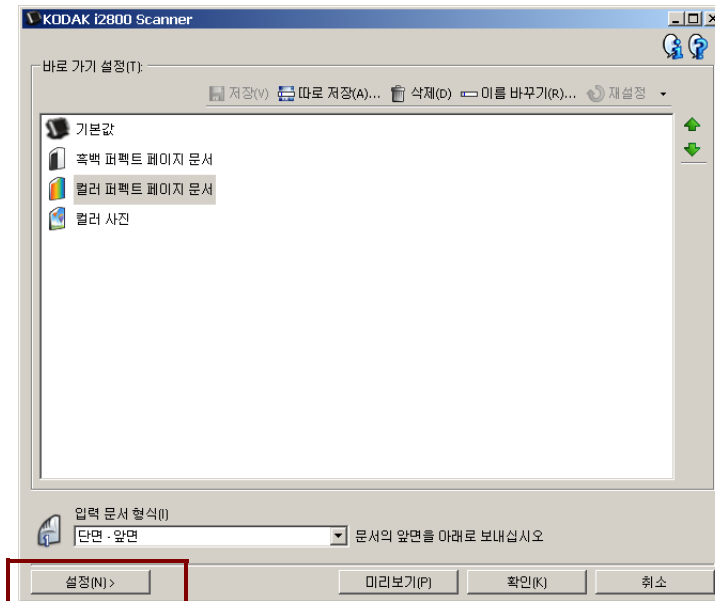 KODAK i2800 Scanner
바로 가기 설정(T):
저장(V) 따로 저장(A)... 삭제(D) 이름 바꾸기(R)... 재설정
기본값
흑백 퍼펙트 페이지 문서
컬러 퍼펙트 페이지 문서
컬러 사진
입력 문서 형식(I)
단면 - 앞면 문서의 앞면을 아래로 보내십시오
설정(N) > 미리보기(P) 확인(K) 취소